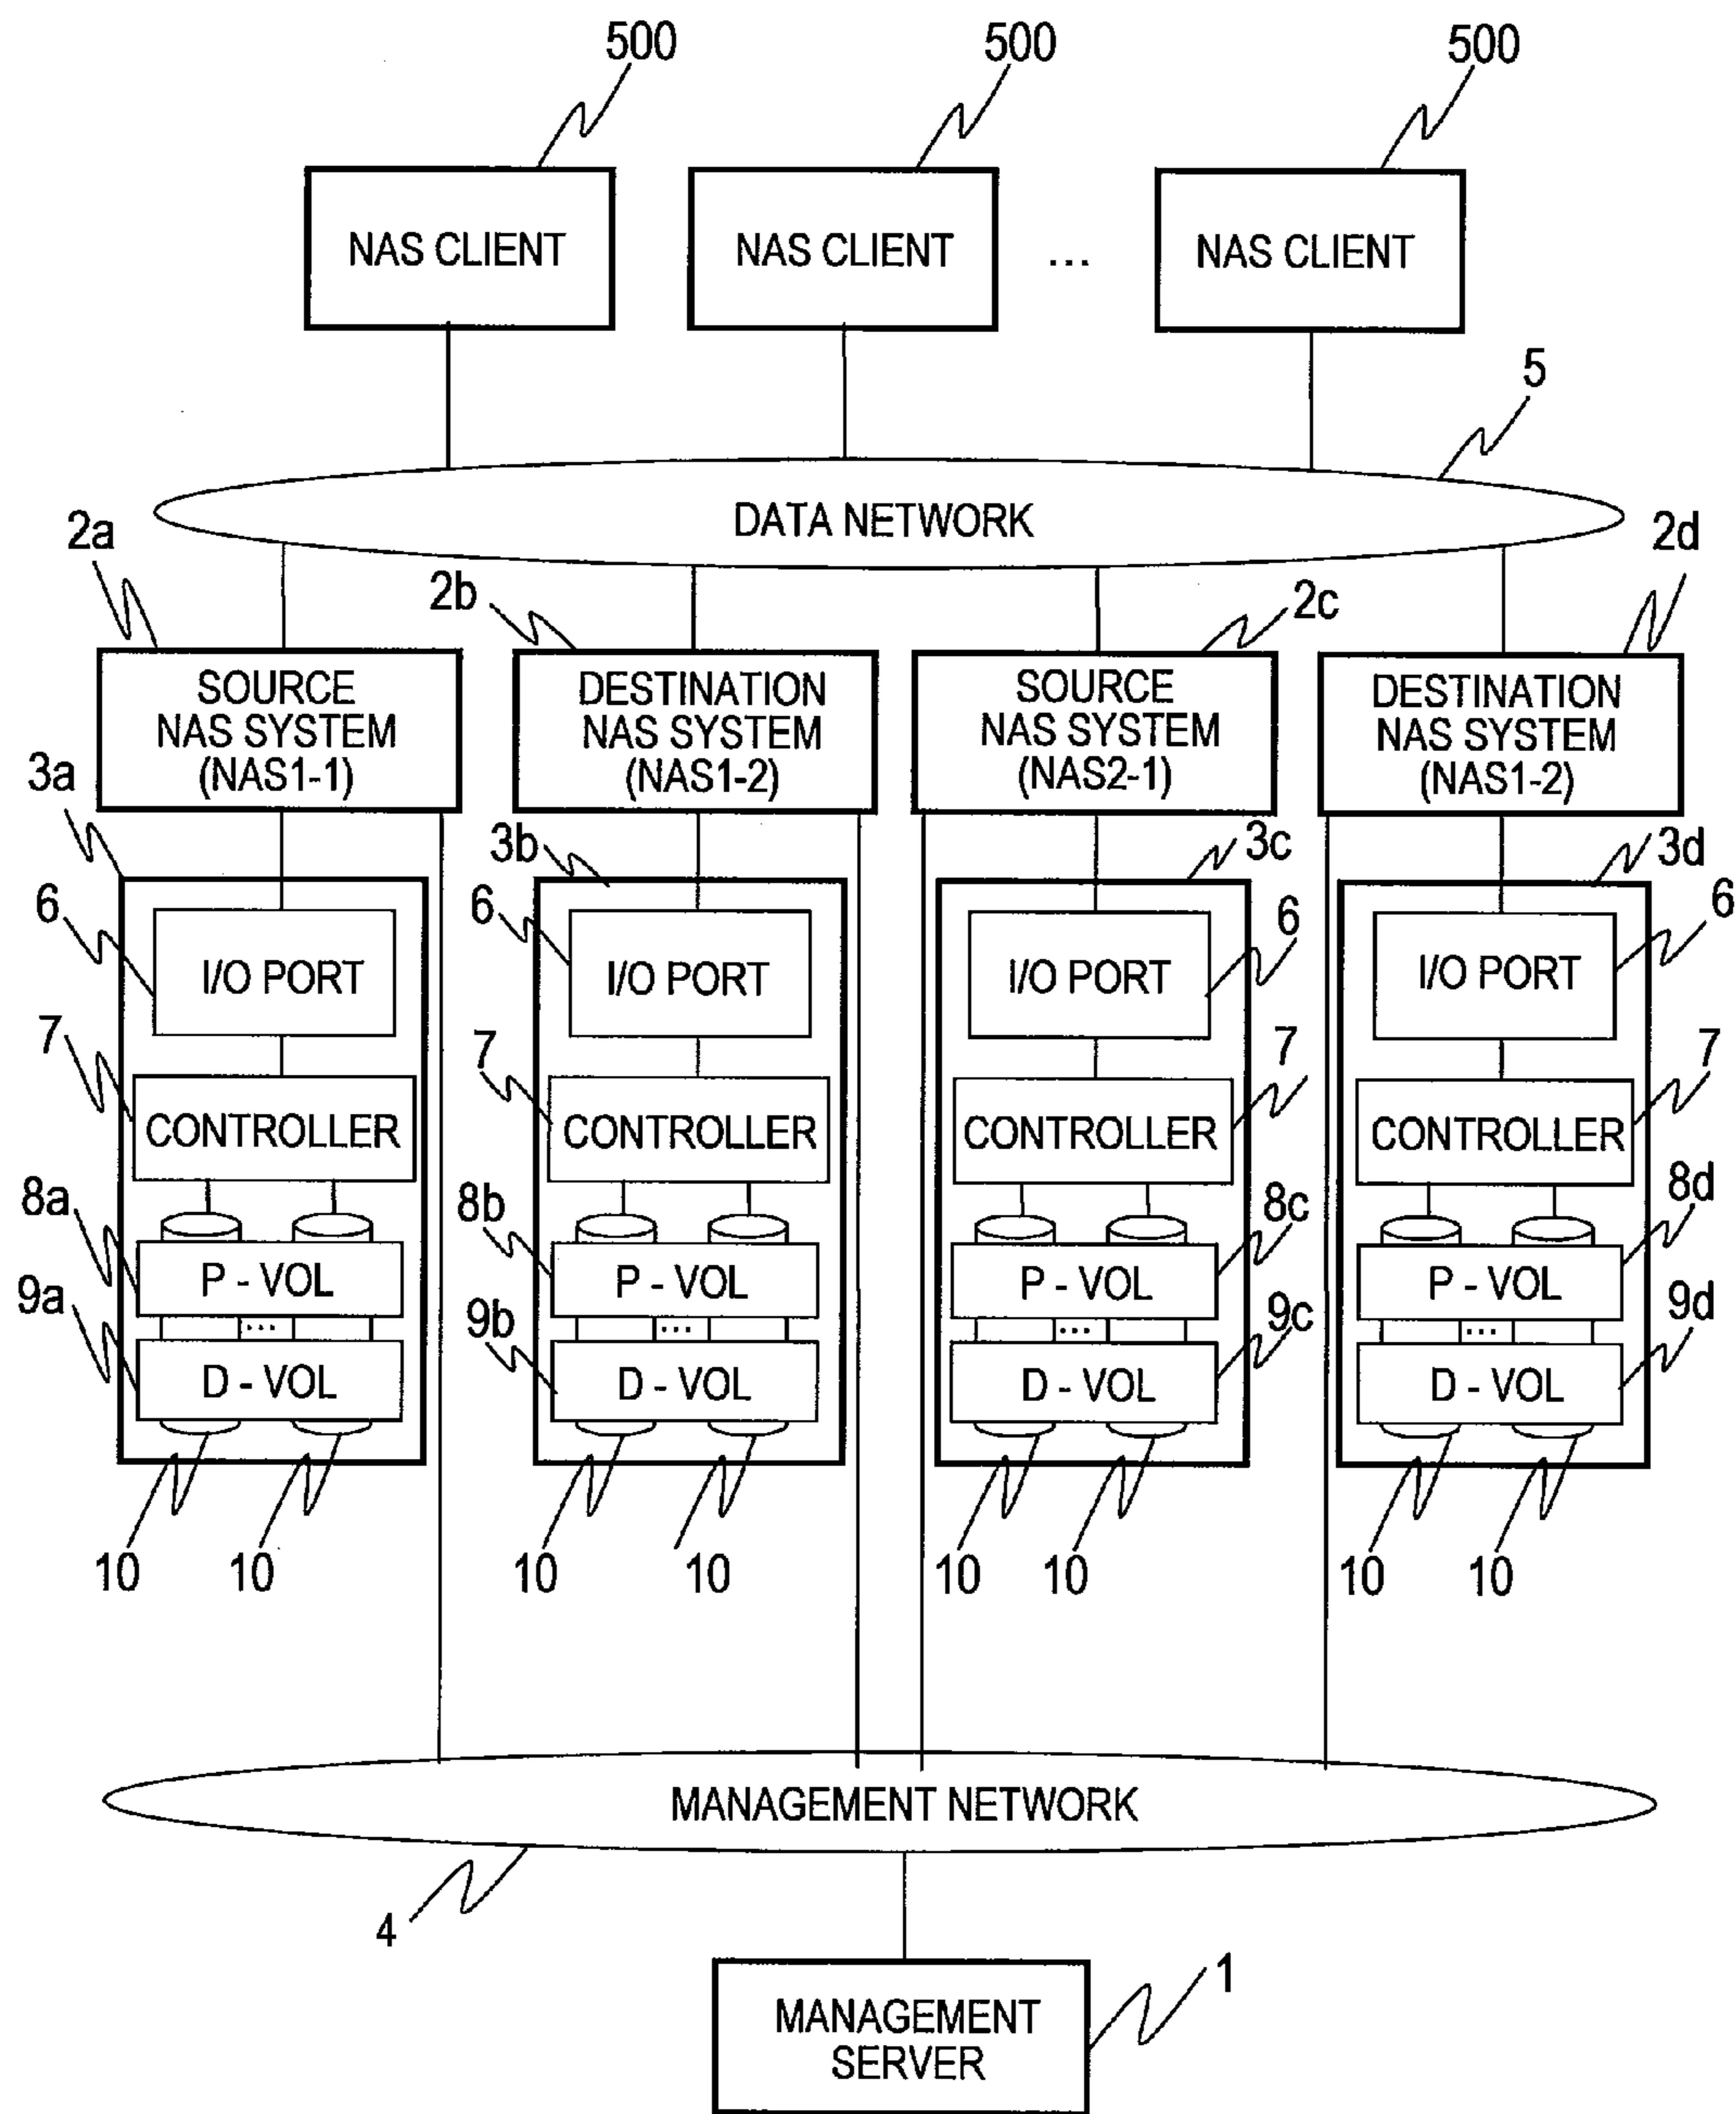 500
500
500
NAS CLIENT
NAS CLIENT
...
NAS CLIENT
5
DATA NETWORK
2a
2b
2c
2d
SOURCE
NAS SYSTEM
(NAS1-1)
DESTINATION
NAS SYSTEM
(NAS1-2)
SOURCE
NAS SYSTEM
(NAS2-1)
DESTINATION
NAS SYSTEM
(NAS1-2)
3a
3b
3c
3d
6
I/O PORT
6
I/O PORT
6
I/O PORT
6
I/O PORT
7
CONTROLLER
7
CONTROLLER
7
CONTROLLER
7
CONTROLLER
8a
P - VOL
8b
P - VOL
8c
P - VOL
8d
P - VOL
9a
...
D - VOL
9b
...
D - VOL
9c
...
D - VOL
9d
...
D - VOL
10
10
10
10
10
10
10
10
MANAGEMENT NETWORK
4
1
MANAGEMENT
SERVER